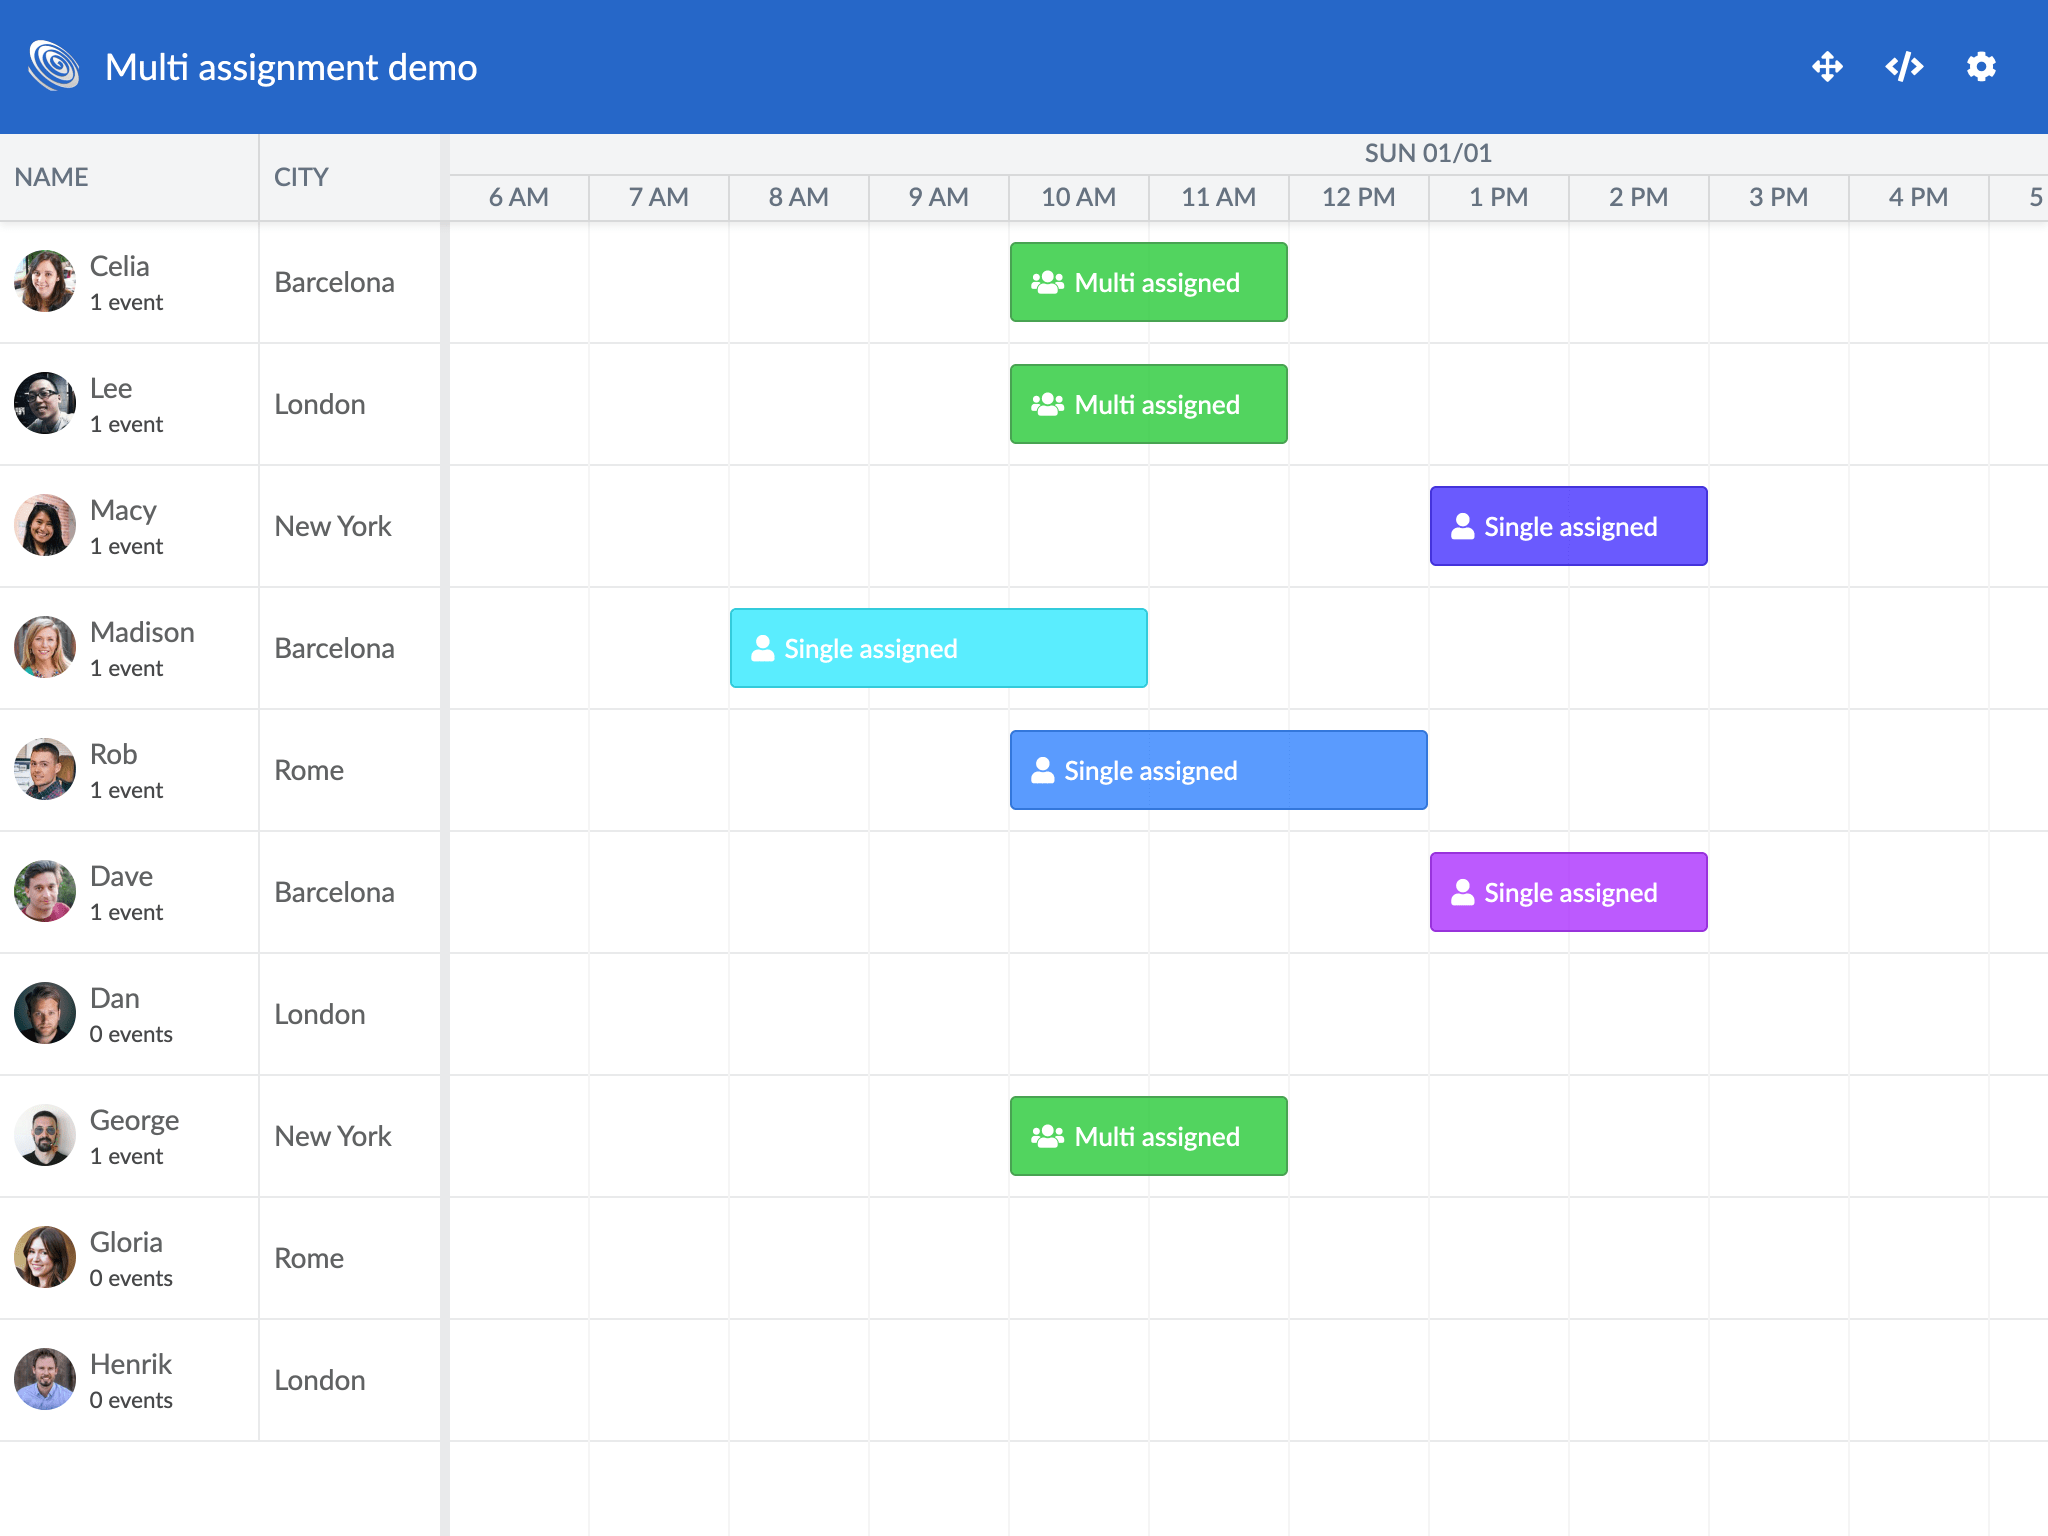 Multi assignment demo
NAME
CITY
SUN 01/01
6 AM 7 AM 8 AM 9 AM 10 AM 11 AM 12 PM 1 PM 2 PM 3 PM 4 PM 5
Celia
1 event
Barcelona
Multi assigned
Lee
1 event
London
Multi assigned
Macy
1 event
New York
Single assigned
Madison
1 event
Barcelona
Single assigned
Rob
1 event
Rome
Single assigned
Dave
1 event
Barcelona
Single assigned
Dan
0 events
London
George
1 event
New York
Multi assigned
Gloria
0 events
Rome
Henrik
0 events
London